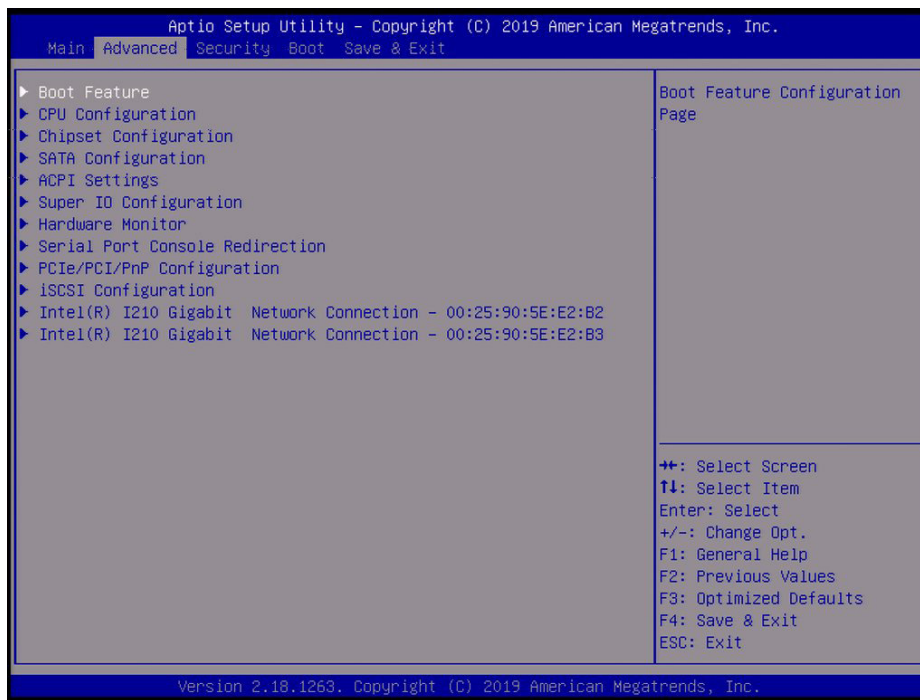 Aptio Setup Utility – Copyright (C) 2019 American Megatrends, Inc.
Main Advanced Security Boot Save & Exit
▶ Boot Feature
▶ CPU Configuration
▶ Chipset Configuration
▶ SATA Configuration
▶ ACPI Settings
▶ Super IO Configuration
▶ Hardware Monitor
▶ Serial Port Console Redirection
▶ PCIe/PCI/PnP Configuration
▶ iSCSI Configuration
▶ Intel(R) I210 Gigabit  Network Connection – 00:25:90:5E:E2:B2
▶ Intel(R) I210 Gigabit  Network Connection – 00:25:90:5E:E2:B3
Boot Feature Configuration
Page
→←: Select Screen
↑↓: Select Item
Enter: Select
+/-: Change Opt.
F1: General Help
F2: Previous Values
F3: Optimized Defaults
F4: Save & Exit
ESC: Exit
Version 2.18.1263. Copyright (C) 2019 American Megatrends, Inc.